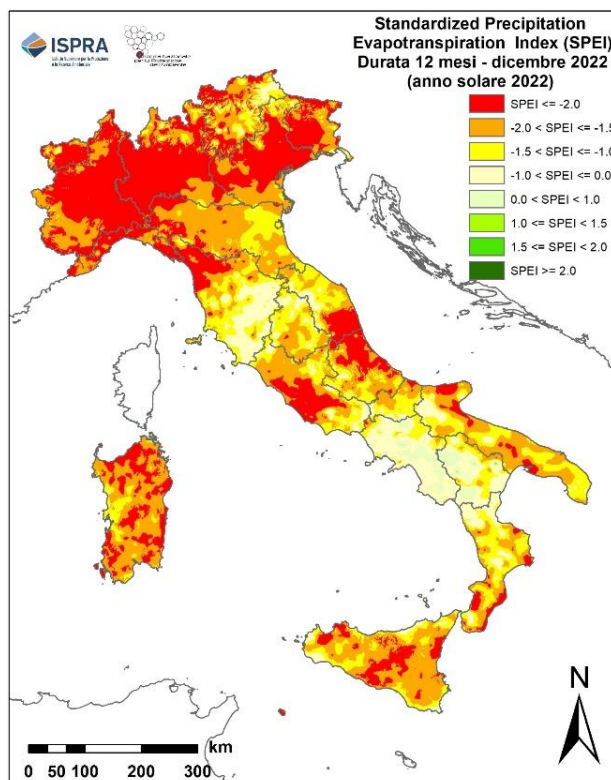 ISPRA
Standardized Precipitation
Evapotranspiration Index (SPEI)
Durata 12 mesi - dicembre 2022
(anno solare 2022)
SPEI <= -2.0
-2.0 < SPEI <= -1.5
-1.5 < SPEI <= -1.0
-1.0 < SPEI <= 0.0
0.0 < SPEI < 1.0
1.0 <= SPEI < 1.5
1.5 <= SPEI < 2.0
SPEI >= 2.0
N
km
0 50 100 200 300